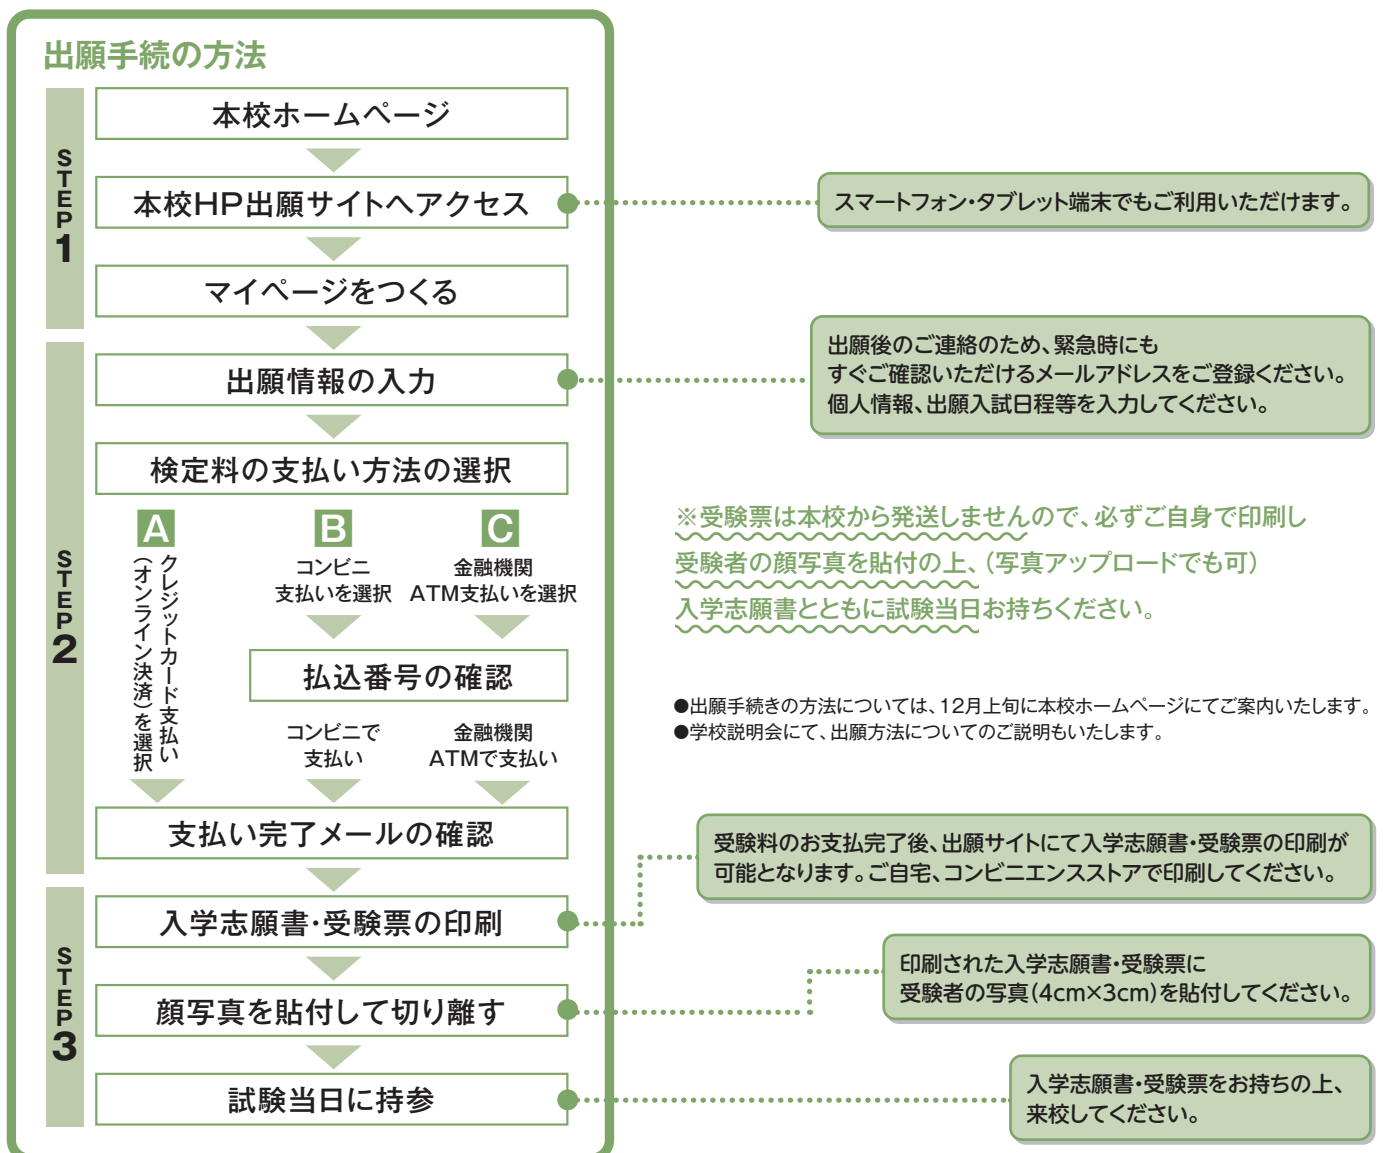 出願手続の方法
STEP1
本校ホームページ
本校HP出願サイトへアクセス
スマートフォン・タブレット端末でもご利用いただけます。
マイページをつくる
STEP2
出願情報の入力
出願後のご連絡のため、緊急時にも
すぐご確認いただけるメールアドレスをご登録ください。
個人情報、出願入試日程等を入力してください。
検定料の支払い方法の選択
A
クレジットカード支払い
(オンライン決済)を選択
B
コンビニ
支払いを選択
C
金融機関
ATM支払いを選択
払込番号の確認
コンビニで
支払い
金融機関
ATMで支払い
※受験票は本校から発送しませんので、必ずご自身で印刷し
受験者の顔写真を貼付の上、(写真アップロードでも可)
入学志願書とともに試験当日お持ちください。
●出願手続きの方法については、12月上旬に本校ホームページにてご案内いたします。
●学校説明会にて、出願方法についてのご説明もいたします。
支払い完了メールの確認
STEP3
入学志願書・受験票の印刷
受験料のお支払完了後、出願サイトにて入学志願書・受験票の印刷が
可能となります。ご自宅、コンビニエンスストアで印刷してください。
顔写真を貼付して切り離す
印刷された入学志願書・受験票に
受験者の写真(4cm×3cm)を貼付してください。
試験当日に持参
入学志願書・受験票をお持ちの上、
来校してください。